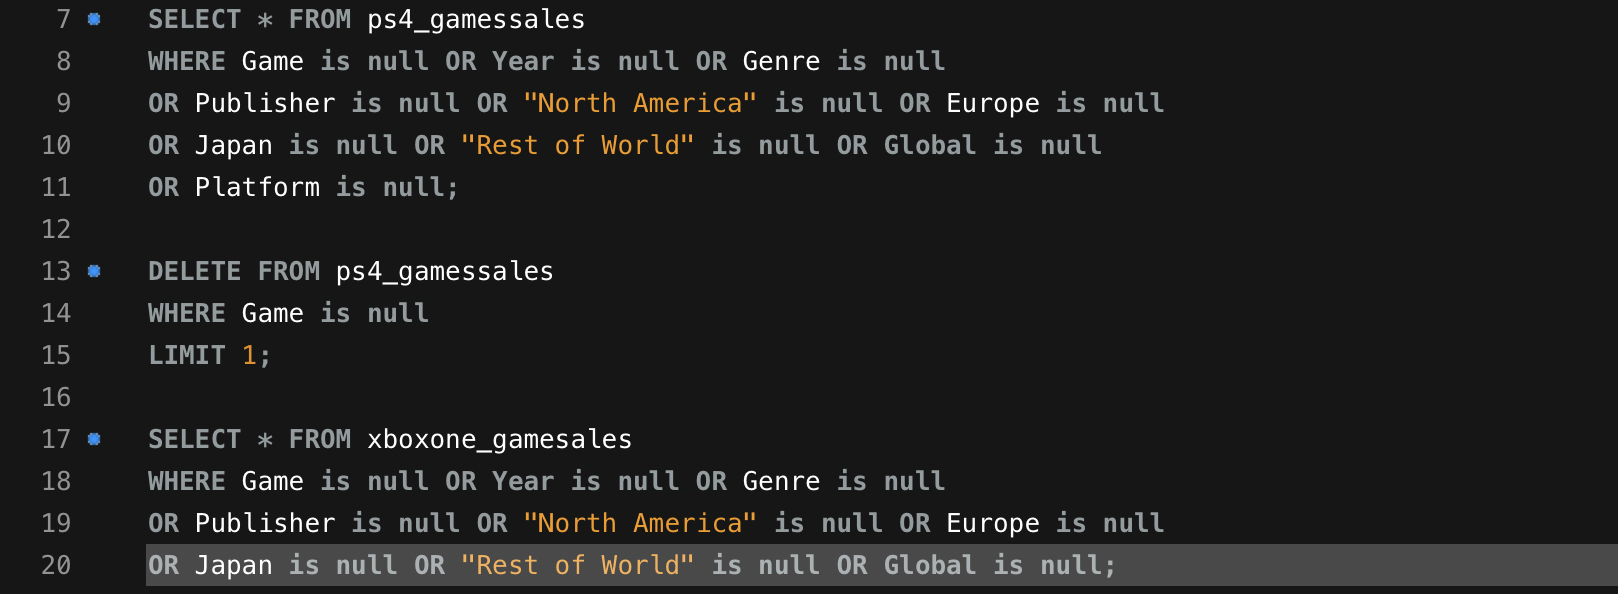 7 SELECT * FROM ps4_gamessales
8 WHERE Game is null OR Year is null OR Genre is null
9 OR Publisher is null OR "North America" is null OR Europe is null
10 OR Japan is null OR "Rest of World" is null OR Global is null
11 OR Platform is null;
12
13 DELETE FROM ps4_gamessales
14 WHERE Game is null
15 LIMIT 1;
16
17 SELECT * FROM xboxone_gamesales
18 WHERE Game is null OR Year is null OR Genre is null
19 OR Publisher is null OR "North America" is null OR Europe is null
20 OR Japan is null OR "Rest of World" is null OR Global is null;